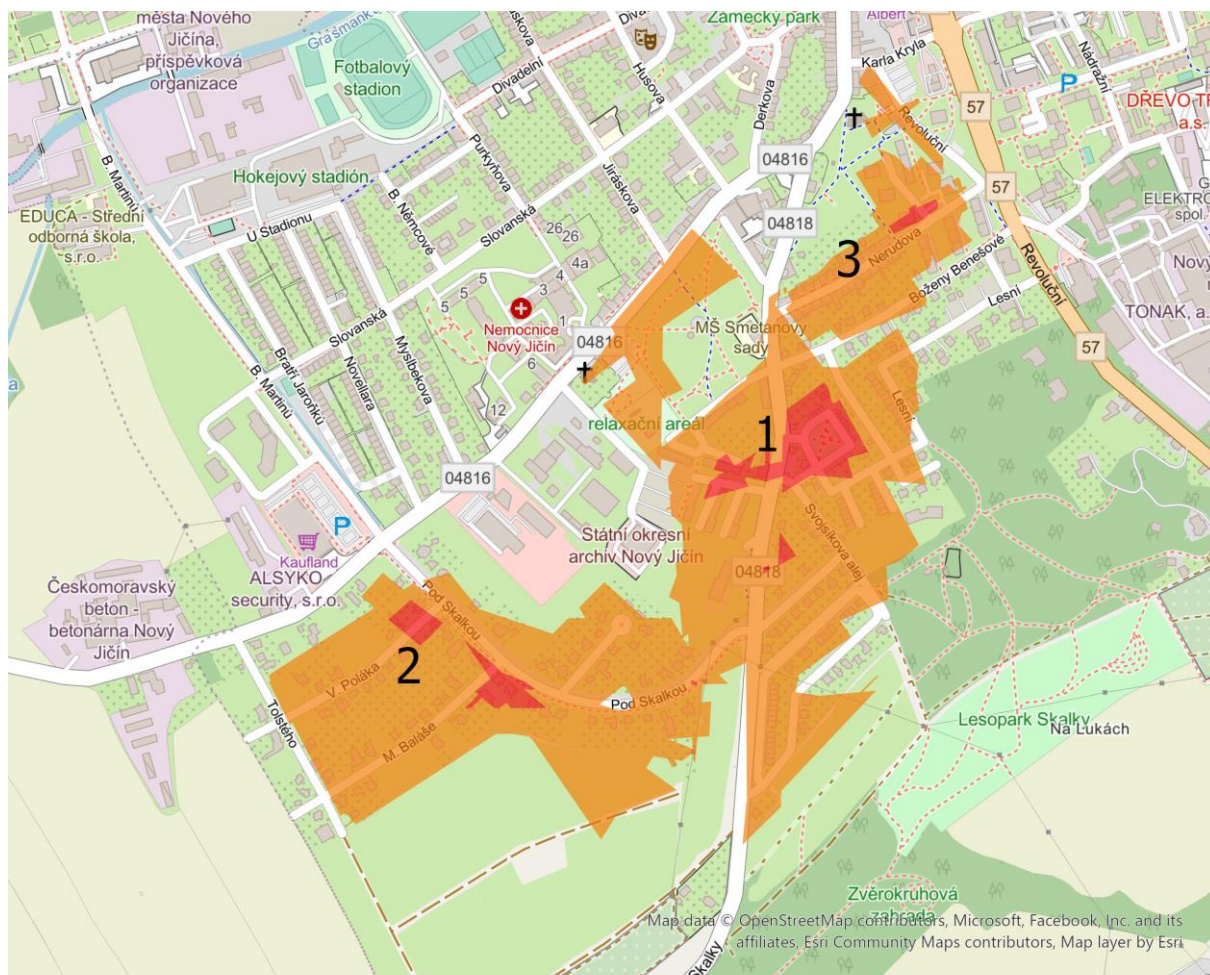 města Nového
Jičína,
příspěvková
organizace
Grasmanka
Fotbalový
stadion
Divadelní
Husova
Zámecký park
Albert
Karla Kryla
Nádražní
P
DŘEVO TR
a.s.
57
Revoluční
Derkova
Jiráskova
Purkyňova
B. Martinů
Hokejový stadión
B. Němcové
Slovanská
04816
57
ELEKTRO
spol.
EDUCA - Střední
odborná škola,
s.r.o.
U Stadionu
26
26
4a
4
5
5
3
5
5
1
04818
3
Nerudova
Boženy Benešové
Lesní
Revoluční
Nový
TONAK, a.
Nemocnice
Nový Jičín
04816
6
MŠ Smetanovy
sady
57
Slovanská
B. Martinů
Bratří Jaroňků
Novellara
Myslbekova
12
relaxační areál
1
Lesní
04816
P
Kaufland
ALSYKO
security, s.r.o.
Státní okresní
archiv Nový Jičín
04818
Svojsíkova alej
Českomoravský
beton -
betonárna Nový
Jičín
Pod Skalkou
2
V. Poláka
M. Baláše
Tolstého
Pod Skalkou
Lesopark Skalky
Na Lukách
Zvěrokruhová
zahrada
Skalky
Map data © OpenStreetMap contributors, Microsoft, Facebook, Inc. and its
affiliates, Esri Community Maps contributors, Map layer by Esri